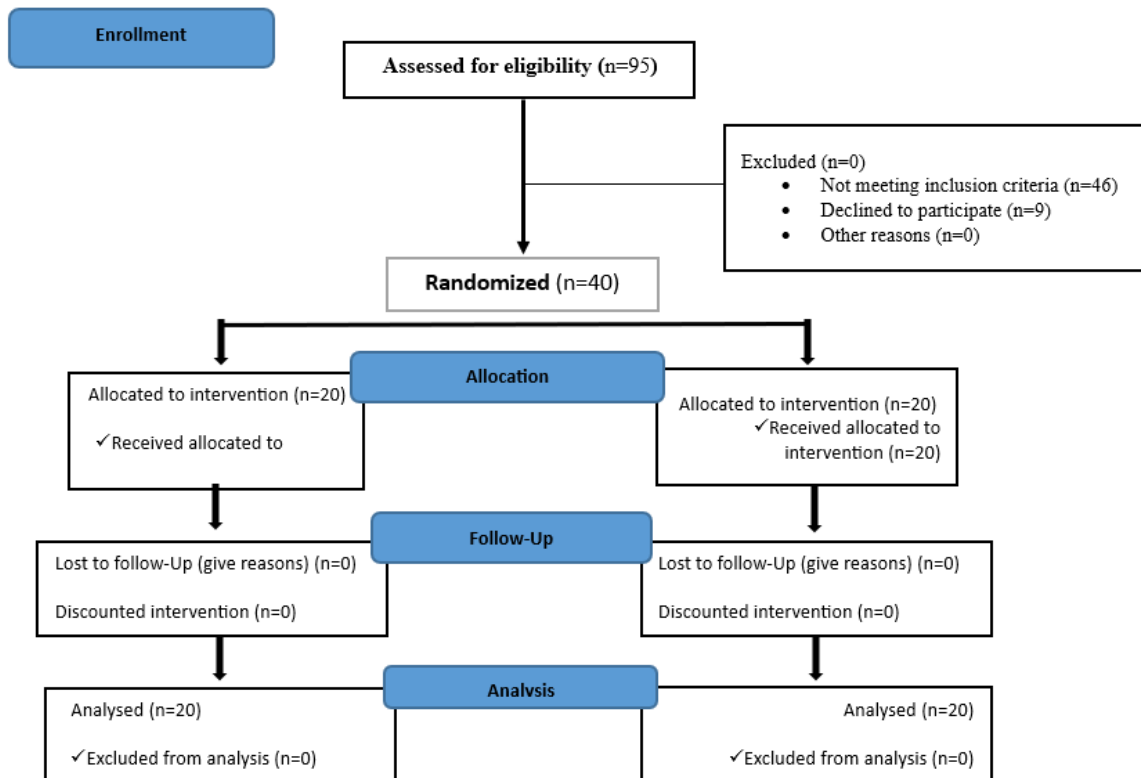 Enrollment
Assessed for eligibility (n=95)
Excluded (n=0)
• Not meeting inclusion criteria (n=46)
• Declined to participate (n=9)
• Other reasons (n=0)
Randomized (n=40)
Allocation
Allocated to intervention (n=20)
✓Received allocated to
Allocated to intervention (n=20)
✓Received allocated to
intervention (n=20)
Follow-Up
Lost to follow-Up (give reasons) (n=0)
Discounted intervention (n=0)
Lost to follow-Up (give reasons) (n=0)
Discounted intervention (n=0)
Analysis
Analysed (n=20)
✓Excluded from analysis (n=0)
Analysed (n=20)
✓Excluded from analysis (n=0)